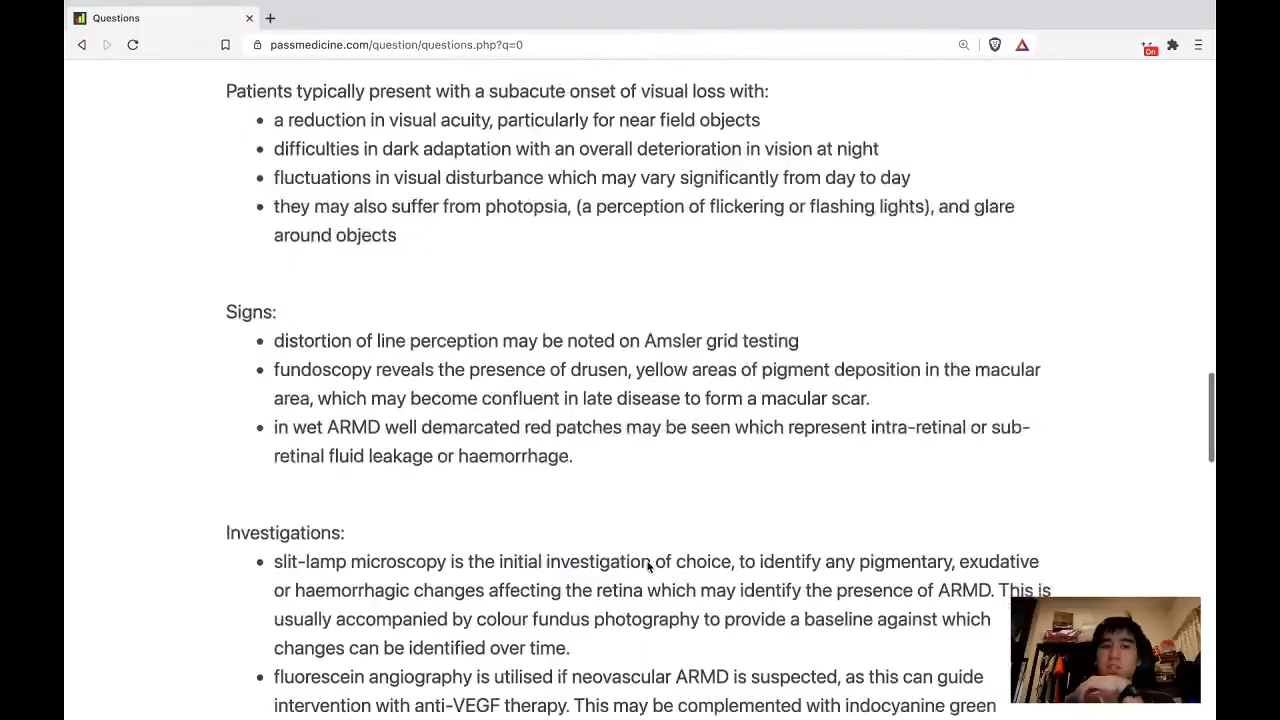 Questions
passmedicine.com/question/questions.php?q=0
On
Patients typically present with a subacute onset of visual loss with:
• a reduction in visual acuity, particularly for near field objects
• difficulties in dark adaptation with an overall deterioration in vision at night
• fluctuations in visual disturbance which may vary significantly from day to day
• they may also suffer from photopsia, (a perception of flickering or flashing lights), and glare
around objects
Signs:
• distortion of line perception may be noted on Amsler grid testing
• fundoscopy reveals the presence of drusen, yellow areas of pigment deposition in the macular
area, which may become confluent in late disease to form a macular scar.
• in wet ARMD well demarcated red patches may be seen which represent intra-retinal or sub-
retinal fluid leakage or haemorrhage.
Investigations:
• slit-lamp microscopy is the initial investigation of choice, to identify any pigmentary, exudative
or haemorrhagic changes affecting the retina which may identify the presence of ARMD. This is
usually accompanied by colour fundus photography to provide a baseline against which
changes can be identified over time.
• fluorescein angiography is utilised if neovascular ARMD is suspected, as this can guide
intervention with anti-VEGF therapy. This may be complemented with indocyanine green